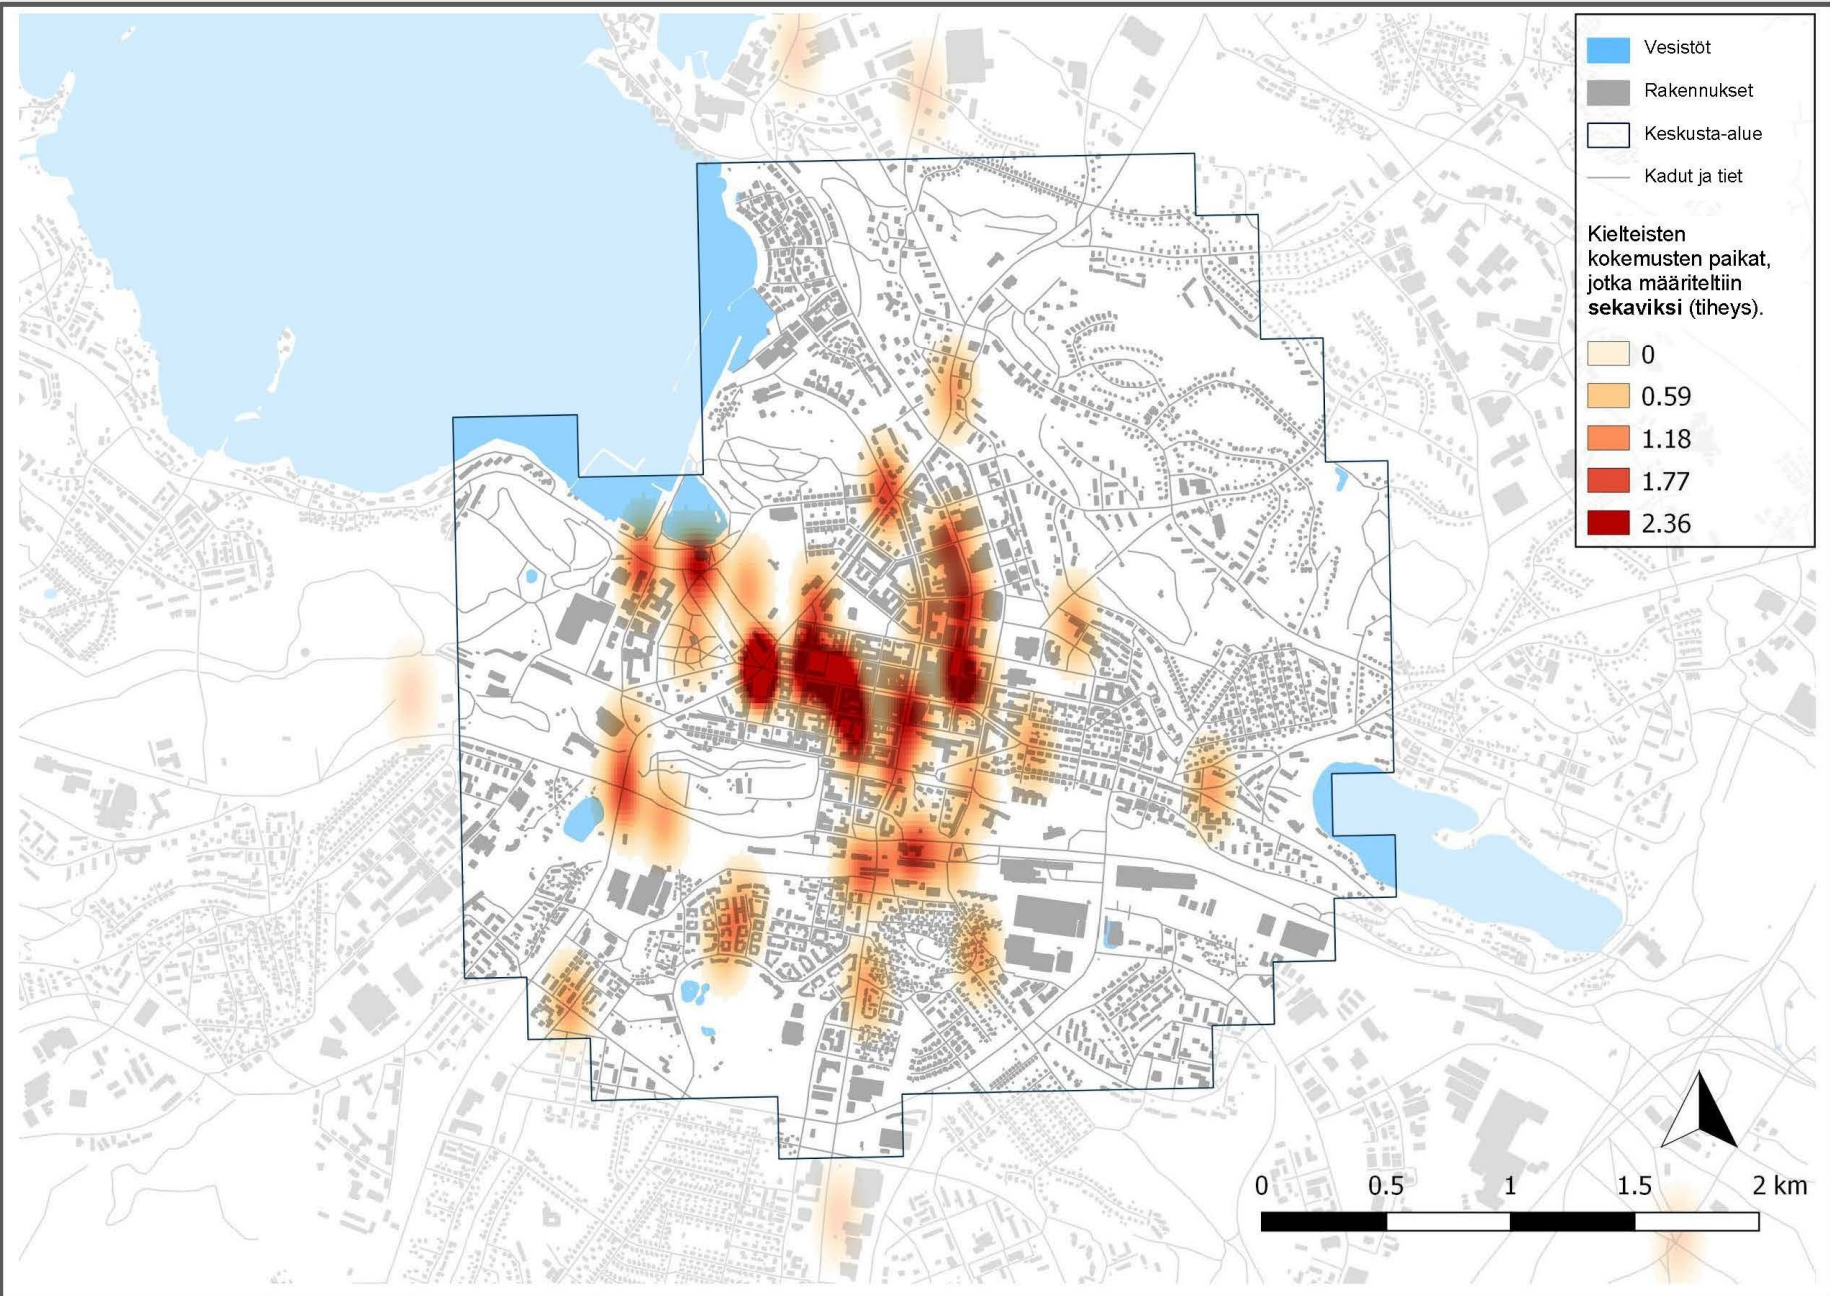 Vesistöt
Rakennukset
Keskusta-alue
Kadut ja tiet
Kielteisten
kokemusten paikat,
jotka määriteltiin
sekaviksi (tiheys).
0
0.59
1.18
1.77
2.36
0 0.5 1 1.5 2 km